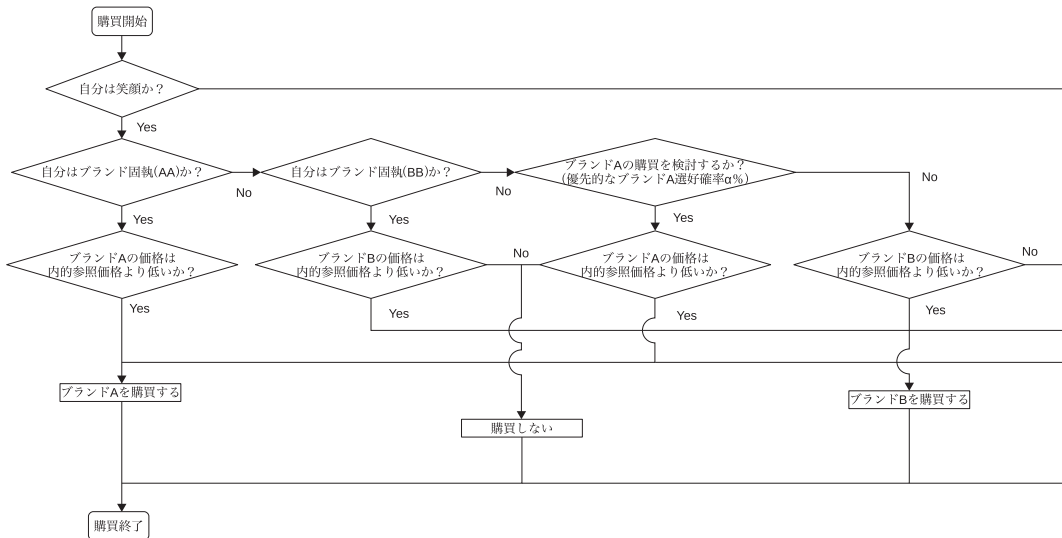 購買開始
自分は笑顔か？
Yes
自分はブランド固執(AA)か？
No
自分はブランド固執(BB)か？
No
ブランドAの購買を検討するか？
(優先的なブランドA選好確率α%)
No
Yes
Yes
Yes
ブランドAの価格は
内的参照価格より低いか？
ブランドBの価格は
内的参照価格より低いか？
No
ブランドAの価格は
内的参照価格より低いか？
ブランドBの価格は
内的参照価格より低いか？
No
Yes
Yes
Yes
Yes
ブランドAを購買する
購買しない
ブランドBを購買する
購買終了